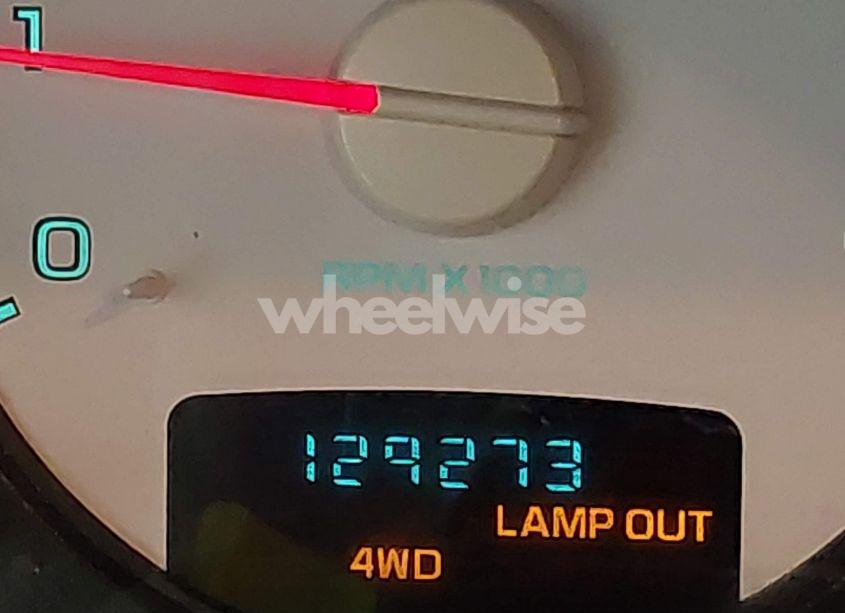 1
0
RPM X 1000
wheelwise
129273
LAMP OUT
4WD